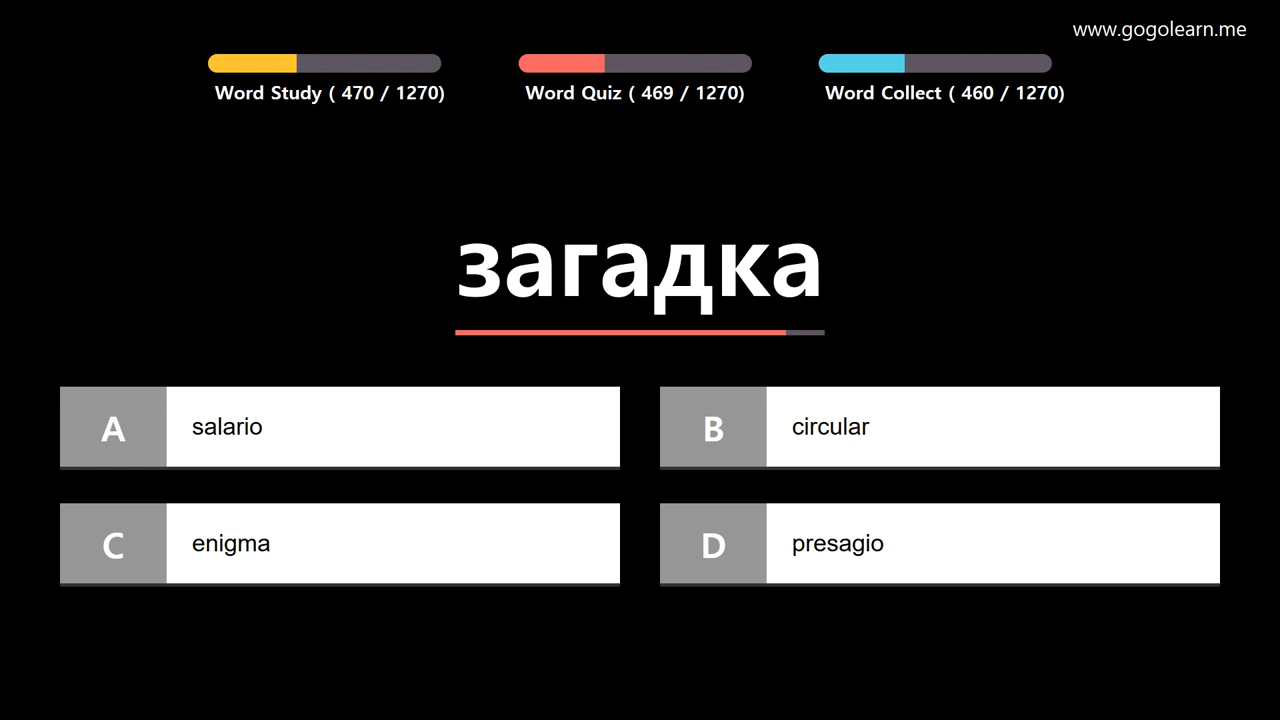 www.gogolearn.me
Word Study ( 470 / 1270)
Word Quiz ( 469 / 1270)
Word Collect ( 460 / 1270)
загадка
A
salario
B
circular
C
enigma
D
presagio